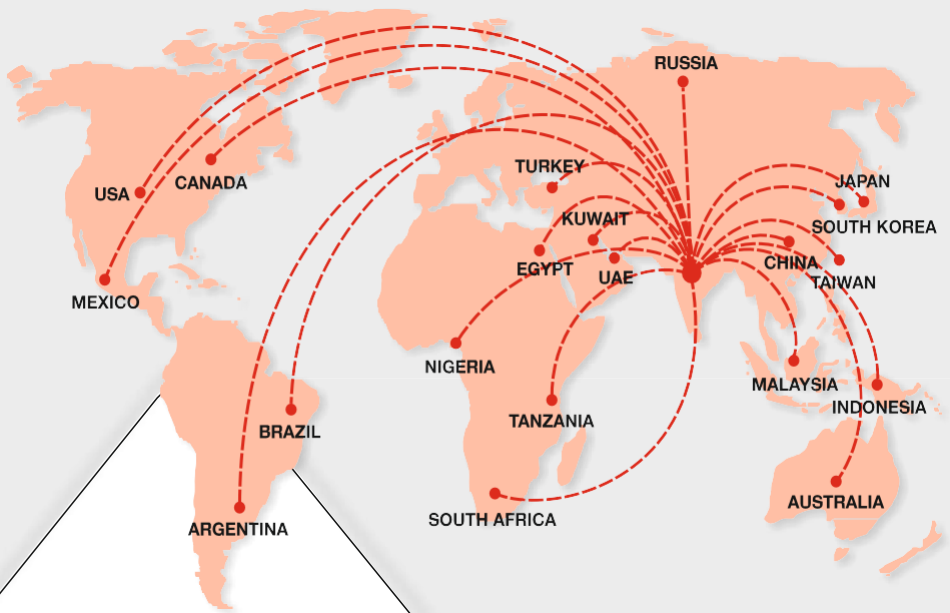 RUSSIA
TURKEY
JAPAN
CANADA
USA
KUWAIT
SOUTH KOREA
EGYPT
UAE
CHINA
TAIWAN
MEXICO
NIGERIA
MALAYSIA
INDONESIA
TANZANIA
BRAZIL
AUSTRALIA
SOUTH AFRICA
ARGENTINA